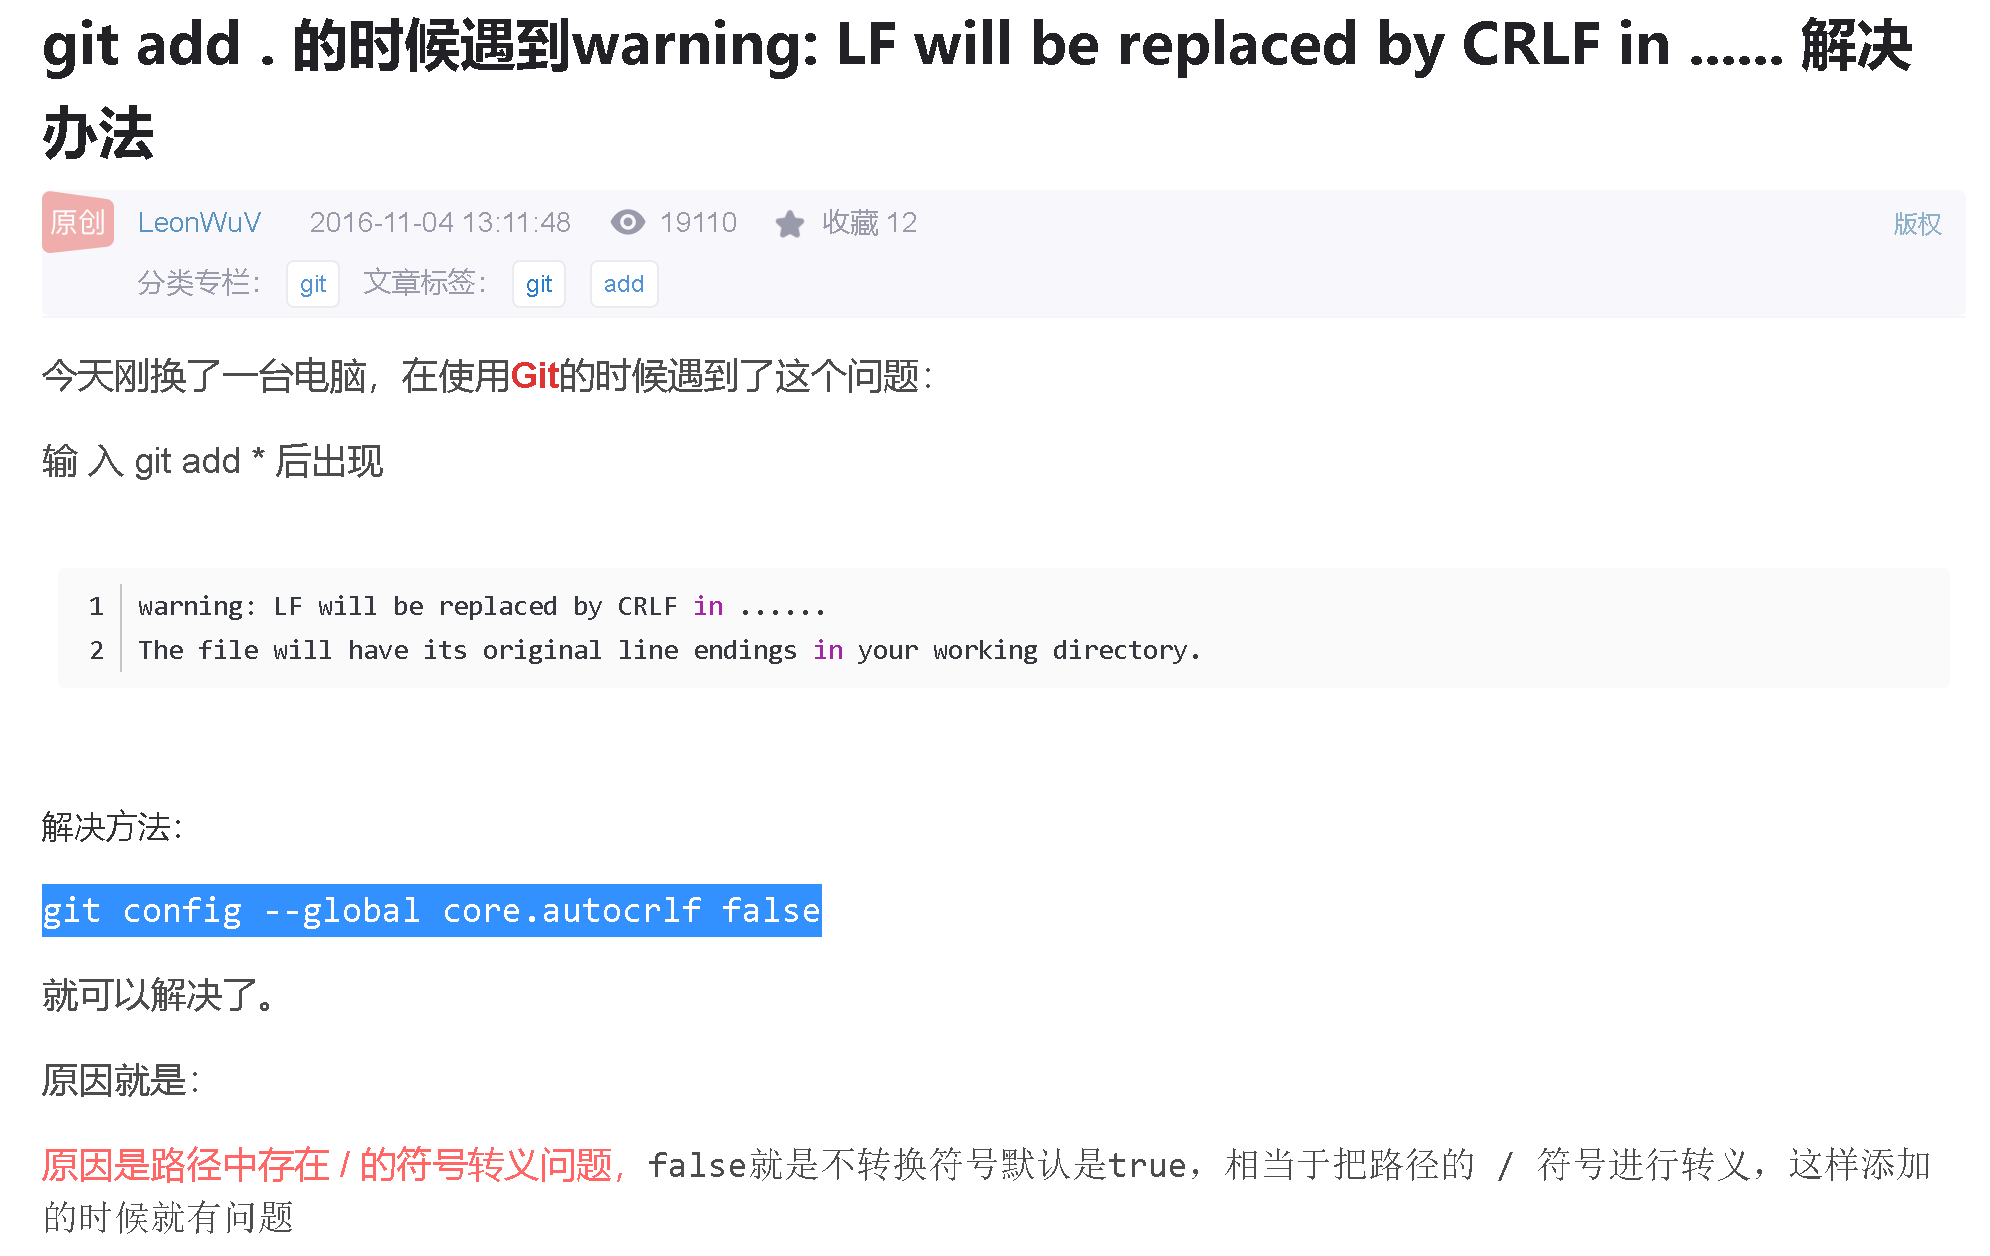 git add . 的时候遇到warning: LF will be replaced by CRLF in ...... 解决
办法
原创 LeonWuV 2016-11-04 13:11:48 19110 收藏 12 版权
分类专栏： git 文章标签： git add
今天刚换了一台电脑，在使用Git的时候遇到了这个问题：
输 入 git add * 后出现
1 warning: LF will be replaced by CRLF in ......
2 The file will have its original line endings in your working directory.
解决方法：
git config --global core.autocrlf false
就可以解决了。
原因就是：
原因是路径中存在 / 的符号转义问题，false就是不转换符号默认是true，相当于把路径的 / 符号进行转义，这样添加
的时候就有问题